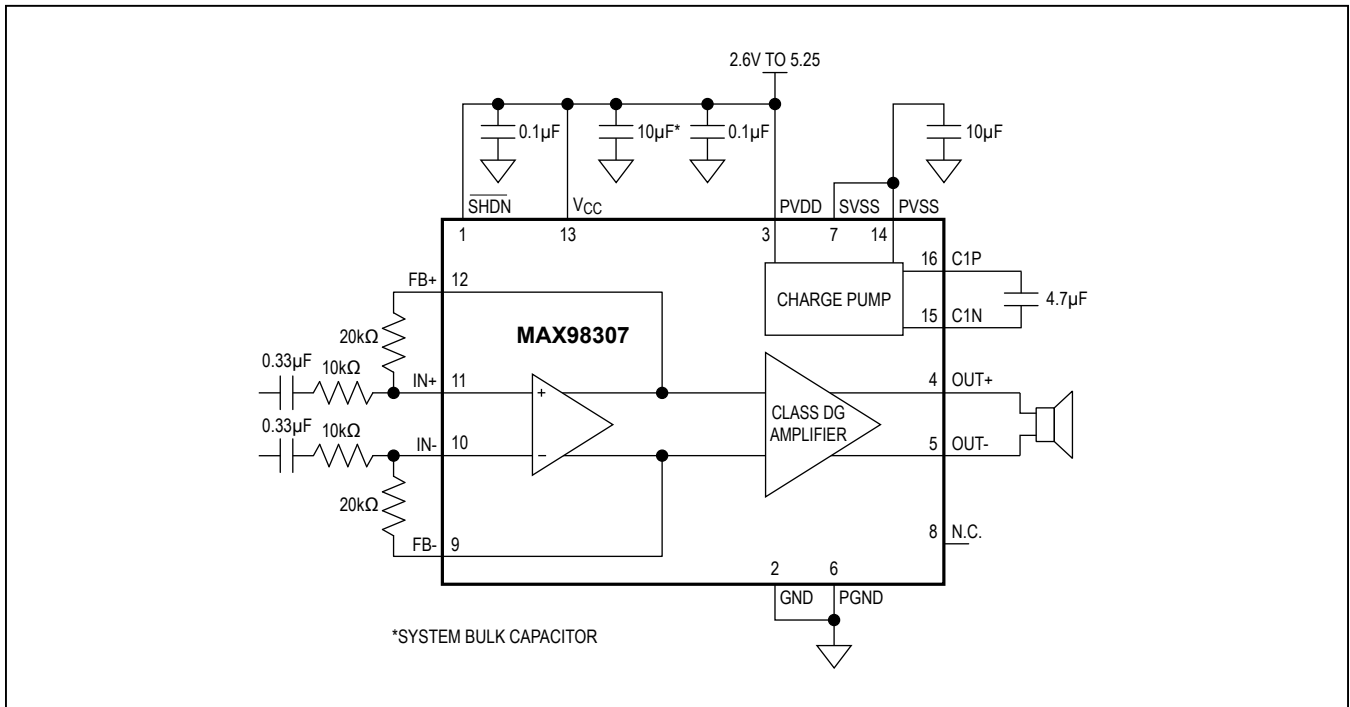 2.6V TO 5.25
0.1µF
10µF*
0.1µF
10µF
SHDN
VCC
PVDD
SVSS
PVSS
1
13
3
7
14
16
C1P
FB+
12
CHARGE PUMP
4.7µF
15
C1N
20kΩ
MAX98307
0.33µF
10kΩ
IN+
11
4
OUT+
+
0.33µF
10kΩ
CLASS DG
AMPLIFIER
IN-
10
−
5
OUT-
20kΩ
8
N.C.
FB-
9
2
6
GND
PGND
*SYSTEM BULK CAPACITOR